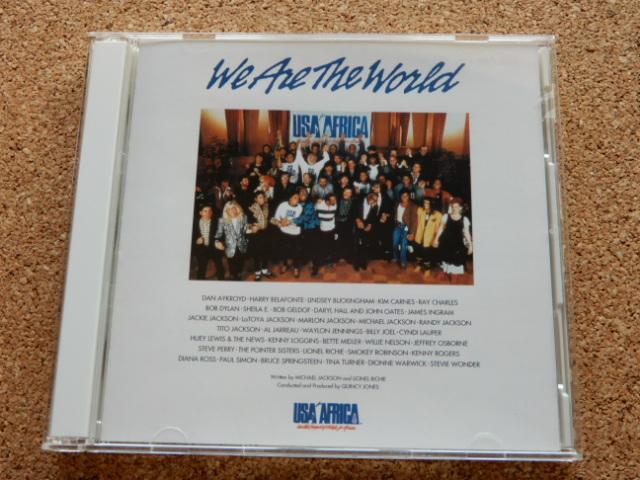 We Are The World
USA for AFRICA
DAN AYKROYD · HARRY BELAFONTE · LINDSEY BUCKINGHAM · KIM CARNES · RAY CHARLES
BOB DYLAN · SHEILA E. · BOB GELDOF · DARYL HALL AND JOHN OATES · JAMES INGRAM
JACKIE JACKSON · LaTOYA JACKSON · MARLON JACKSON · MICHAEL JACKSON · RANDY JACKSON
TITO JACKSON · AL JARREAU · WAYLON JENNINGS · BILLY JOEL · CYNDI LAUPER
HUEY LEWIS & THE NEWS · KENNY LOGGINS · BETTE MIDLER · WILLIE NELSON · JEFFREY OSBORNE
STEVE PERRY · THE POINTER SISTERS · LIONEL RICHIE · SMOKEY ROBINSON · KENNY ROGERS
DIANA ROSS · PAUL SIMON · BRUCE SPRINGSTEEN · TINA TURNER · DIONNE WARWICK · STEVIE WONDER
Written by MICHAEL JACKSON and LIONEL RICHIE
Conducted and Produced by QUINCY JONES
USA for AFRICA